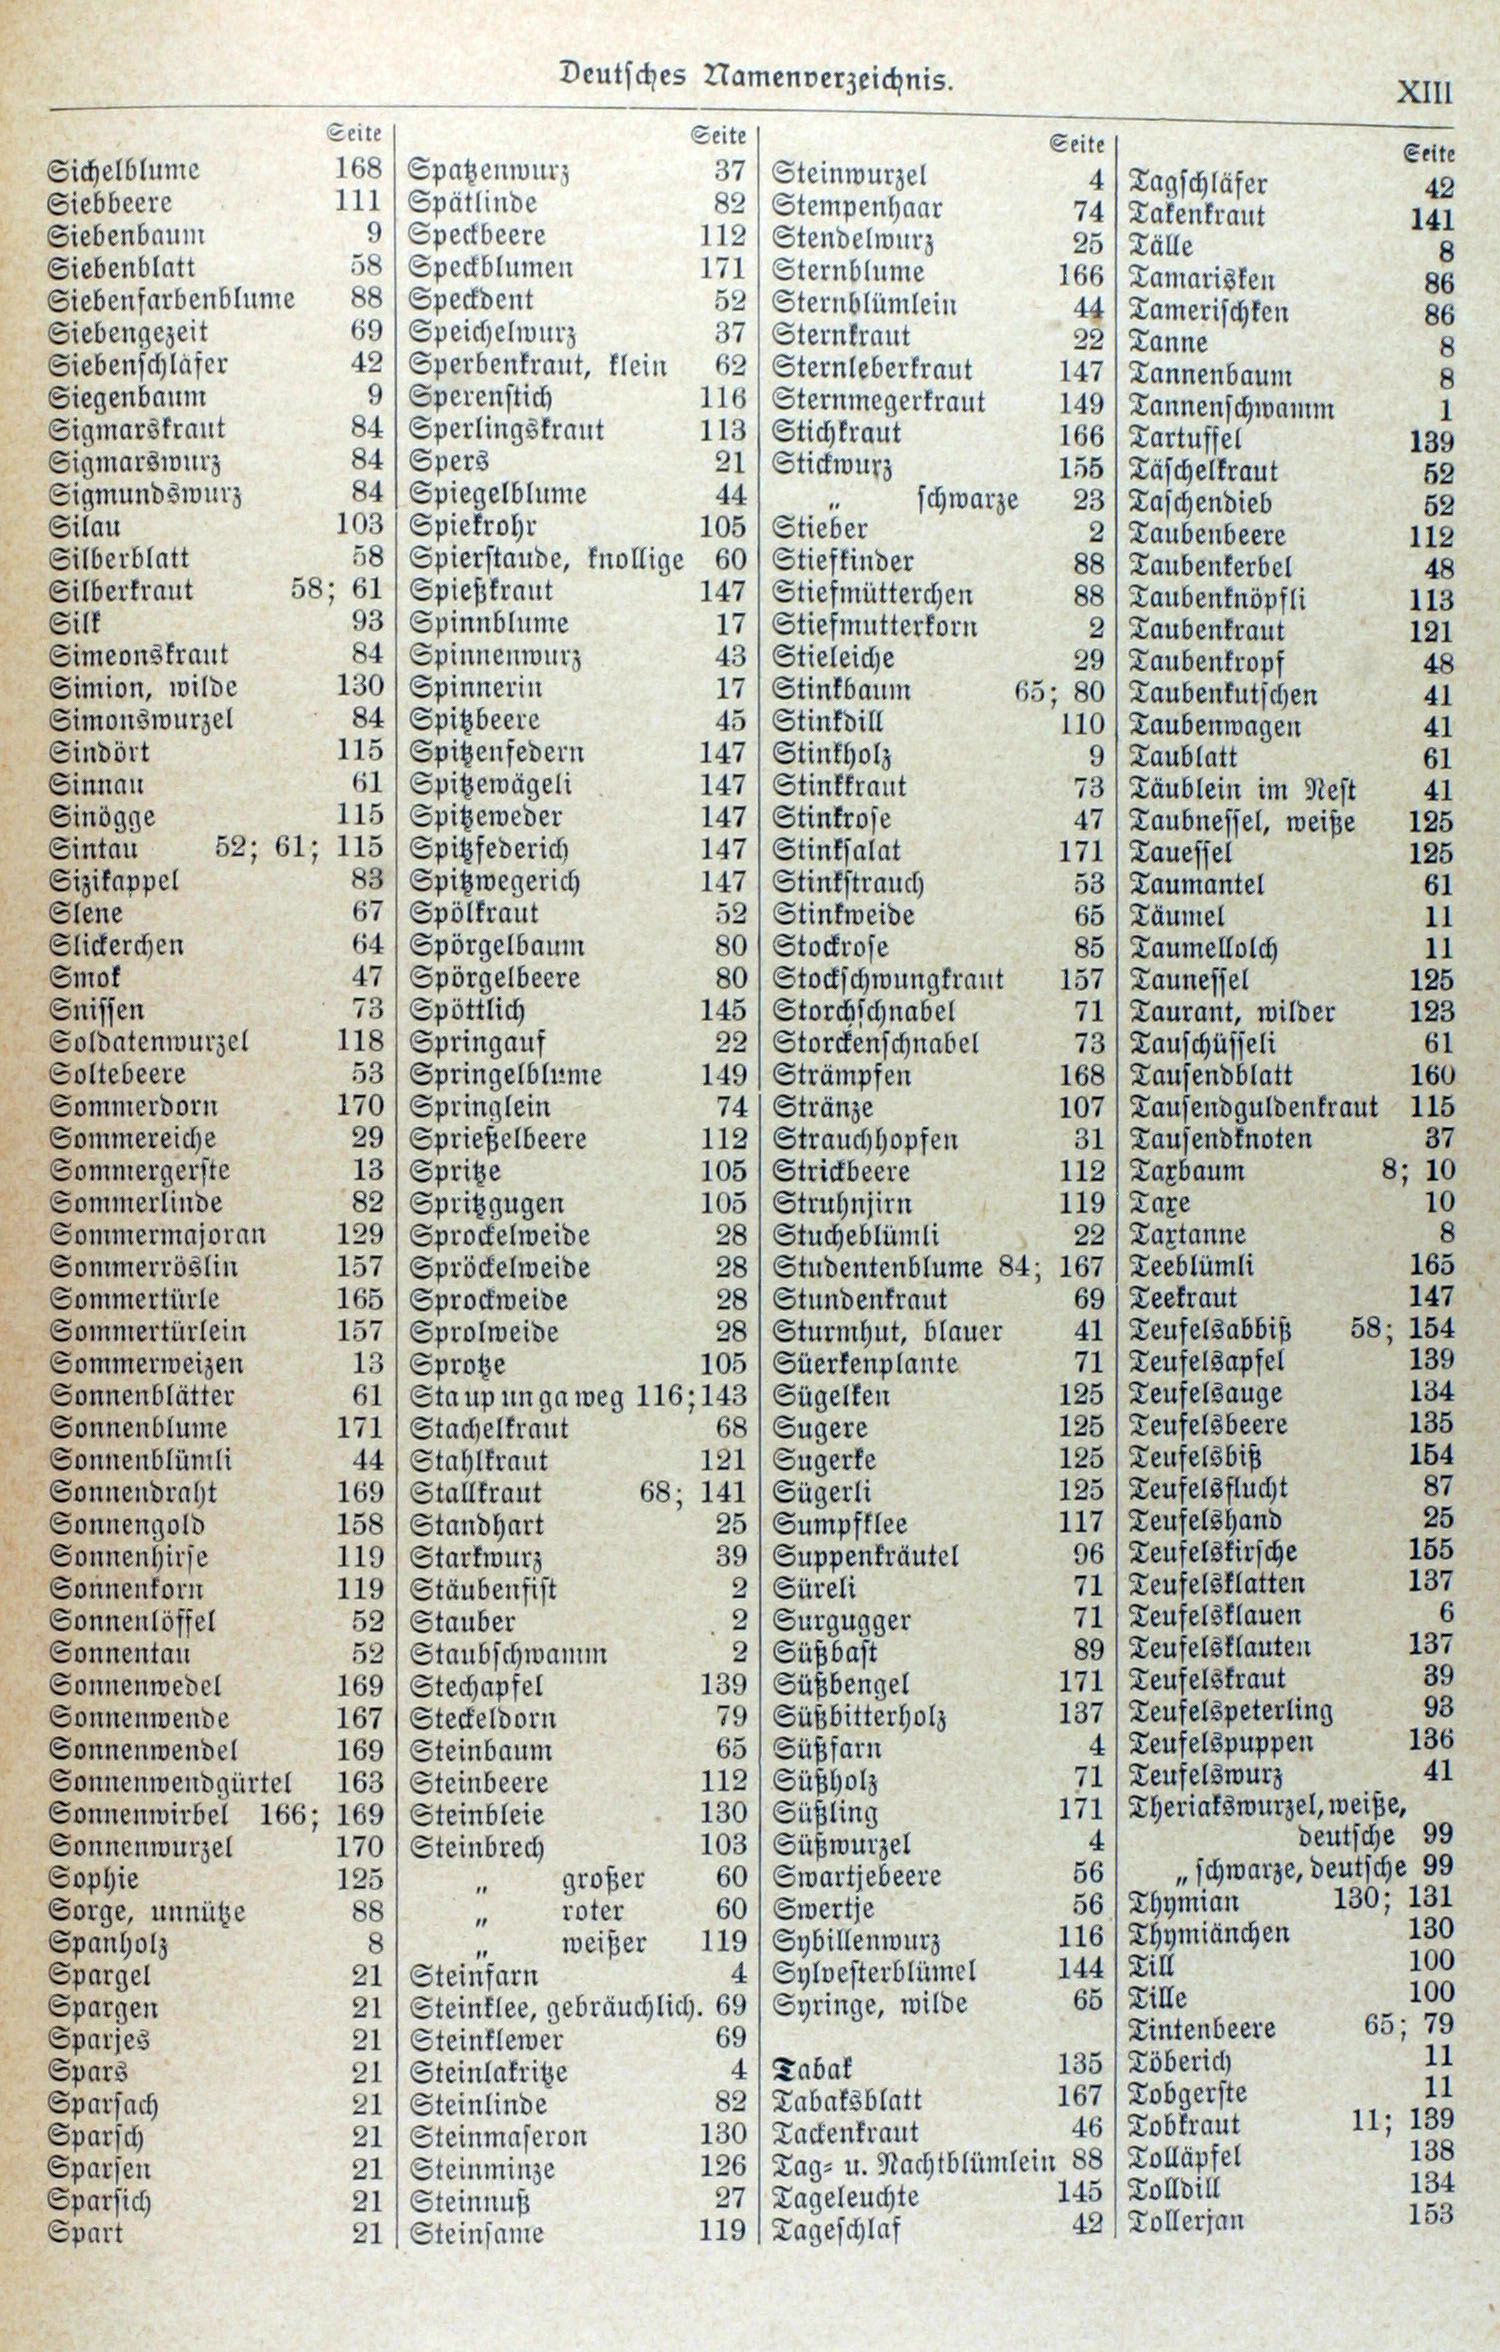 Deutsches Namenverzeichnis.
XIII
Seite
Sichelblume 168
Siebbeere 111
Siebenbaum 9
Siebenblatt 58
Siebenfarbenblume 88
Siebengezeit 69
Siebenschläfer 42
Siegenbaum 9
Sigmarskraut 84
Sigmarswurz 84
Sigmundswurz 84
Silau 103
Silberblatt 58
Silberkraut 58; 61
Silk 93
Simeonskraut 84
Simion, wilde 130
Simonswurzel 84
Sindört 115
Sinnau 61
Sinögge 115
Sintau 52; 61; 115
Sizikappel 83
Slene 67
Slickerchen 64
Smok 47
Snissen 73
Soldatenwurzel 118
Soltebeere 53
Sommerdorn 170
Sommereiche 29
Sommergerste 13
Sommerlinde 82
Sommermajoran 129
Sommerröslin 157
Sommertürle 165
Sommertürlein 157
Sommerweizen 13
Sonnenblätter 61
Sonnenblume 171
Sonnenblümli 44
Sonnendraht 169
Sonnengold 158
Sonnenhirse 119
Sonnenkorn 119
Sonnenlöffel 52
Sonnentau 52
Sonnenwedel 169
Sonnenwende 167
Sonnenwendel 169
Sonnenwendgürtel 163
Sonnenwirbel 166; 169
Sonnenwurzel 170
Sophie 125
Sorge, unnütze 88
Spanholz 8
Spargel 21
Spargen 21
Sparjes 21
Spars 21
Sparsach 21
Sparsch 21
Sparsen 21
Sparsich 21
Spart 21
Seite
Spatzenwurz 37
Spätlinde 82
Speckbeere 112
Speckblumen 171
Speckdent 52
Speichelwurz 37
Sperbenkraut, klein 62
Sperenstich 116
Sperlingskraut 113
Spers 21
Spiegelblume 44
Spiekrohr 105
Spierstaude, knollige 60
Spießkraut 147
Spinnblume 17
Spinnenwurz 43
Spinnerin 17
Spitzbeere 45
Spitzenfedern 147
Spitzewägeli 147
Spitzeweder 147
Spitzfederich 147
Spitzwegerich 147
Spölkraut 52
Spörgelbaum 80
Spörgelbeere 80
Spöttlich 145
Springauf 22
Springelblume 149
Springlein 74
Sprießelbeere 112
Spritze 105
Spritzgugen 105
Sprockelweide 28
Spröckelweide 28
Sprockweide 28
Sprolweide 28
Sprotze 105
Staup un ga weg 116; 143
Stachelkraut 68
Stahlkraut 121
Stallkraut 68; 141
Standhart 25
Starkwurz 39
Stäubenfist 2
Stauber 2
Staubschwamm 2
Stechapfel 139
Steckeldorn 79
Steinbaum 65
Steinbeere 112
Steinbleie 130
Steinbrech 103
„ großer 60
„ roter 60
„ weißer 119
Steinfarn 4
Steinklee, gebräuchlich. 69
Steinklewer 69
Steinlakritze 4
Steinlinde 82
Steinmaseron 130
Steinminze 126
Steinnuß 27
Steinsame 119
Seite
Steinwurzel 4
Stempenhaar 74
Stendelwurz 25
Sternblume 166
Sternblümlein 44
Sternkraut 22
Sternleberkraut 147
Sternmegerkraut 149
Stichkraut 166
Stickwurz 155
„ schwarze 23
Stieber 2
Stiefkinder 88
Stiefmütterchen 88
Stiefmutterkorn 2
Stieleiche 29
Stinkbaum 65; 80
Stinkdill 110
Stinkholz 9
Stinkkraut 73
Stinkrose 47
Stinksalat 171
Stinkstrauch 53
Stinkweide 65
Stockrose 85
Stockschwungkraut 157
Storchschnabel 71
Storckenschnabel 73
Strämpfen 168
Stränze 107
Strauchhopfen 31
Strickbeere 112
Struhnjirn 119
Stucheblümli 22
Studentenblume 84; 167
Stundenkraut 69
Sturmhut, blauer 41
Süerkenplante 71
Sügelken 125
Sugere 125
Sugerke 125
Sügerli 125
Sumpfklee 117
Suppenkräutel 96
Süreli 71
Surgugger 71
Süßbast 89
Süßbengel 171
Süßbitterholz 137
Süßfarn 4
Süßholz 71
Süßling 171
Süßwurzel 4
Swartjebeere 56
Swertje 56
Sybillenwurz 116
Sylvesterblümel 144
Syringe, wilde 65
Tabak 135
Tabaksblatt 167
Tackenkraut 46
Tag- u. Nachtblümlein 88
Tageleuchte 145
Tageschlaf 42
Seite
Tagschläfer 42
Takenkraut 141
Tälle 8
Tamarisken 86
Tamerischken 86
Tanne 8
Tannenbaum 8
Tannenschwamm 1
Tartuffel 139
Täschelkraut 52
Taschendieb 52
Taubenbeere 112
Taubenkerbel 48
Taubenknöpfli 113
Taubenkraut 121
Taubenkropf 48
Taubenkutschen 41
Taubenwagen 41
Taublatt 61
Täublein im Nest 41
Taubnessel, weiße 125
Tauessel 125
Taumantel 61
Täumel 11
Taumellolch 11
Taunessel 125
Taurant, wilder 123
Tauschüsseli 61
Tausendblatt 160
Tausendguldenkraut 115
Tausendknoten 37
Taxbaum 8; 10
Taxe 10
Taxtanne 8
Teeblümli 165
Teekraut 147
Teufelsabbiß 58; 154
Teufelsapfel 139
Teufelsauge 134
Teufelsbeere 135
Teufelsbiß 154
Teufelsflucht 87
Teufelshand 25
Teufelskirsche 155
Teufelsklatten 137
Teufelsklauen 6
Teufelsklauten 137
Teufelskraut 39
Teufelspeterling 93
Teufelspuppen 136
Teufelswurz 41
Theriakswurzel, weiße,
deutsche 99
„ schwarze, deutsche 99
Thymian 130; 131
Thymiänchen 130
Till 100
Tille 100
Tintenbeere 65; 79
Töberich 11
Tobgerste 11
Tobkraut 11; 139
Tolläpfel 138
Tolldill 134
Tollerjan 153